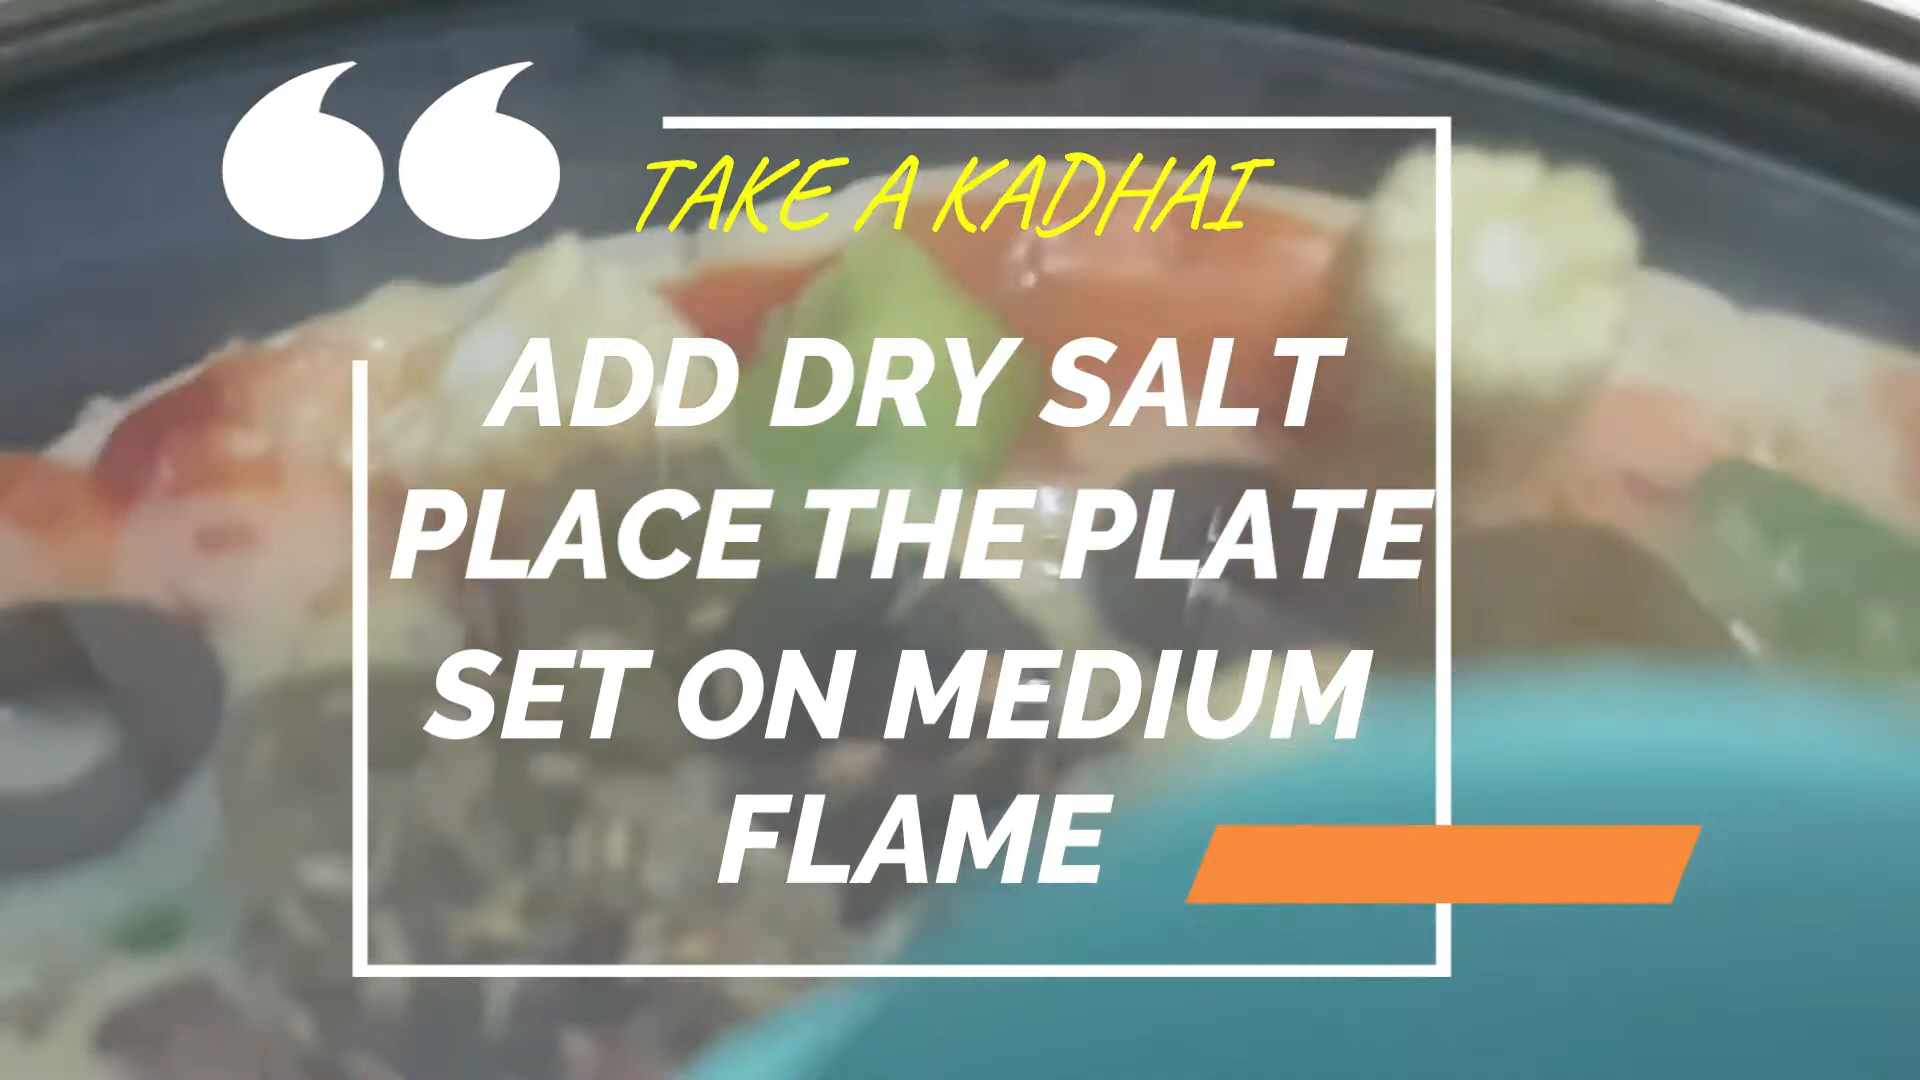 TAKE A KADHAI
ADD DRY SALT
PLACE THE PLATE
SET ON MEDIUM
FLAME